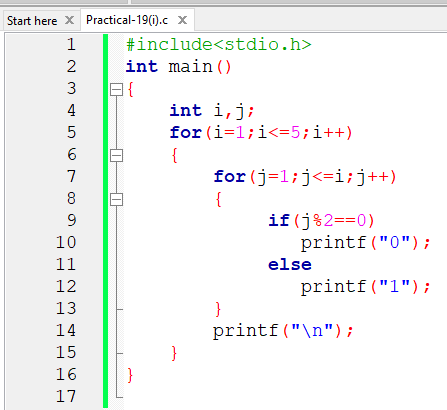 Start here X Practical-19(i).c X
1 #include<stdio.h>
2 int main()
3 {
4 int i,j;
5 for(i=1;i<=5;i++)
6 {
7 for(j=1;j<=i;j++)
8 {
9 if(j%2==0)
10 printf("0");
11 else
12 printf("1");
13 }
14 printf("\n");
15 }
16 }
17